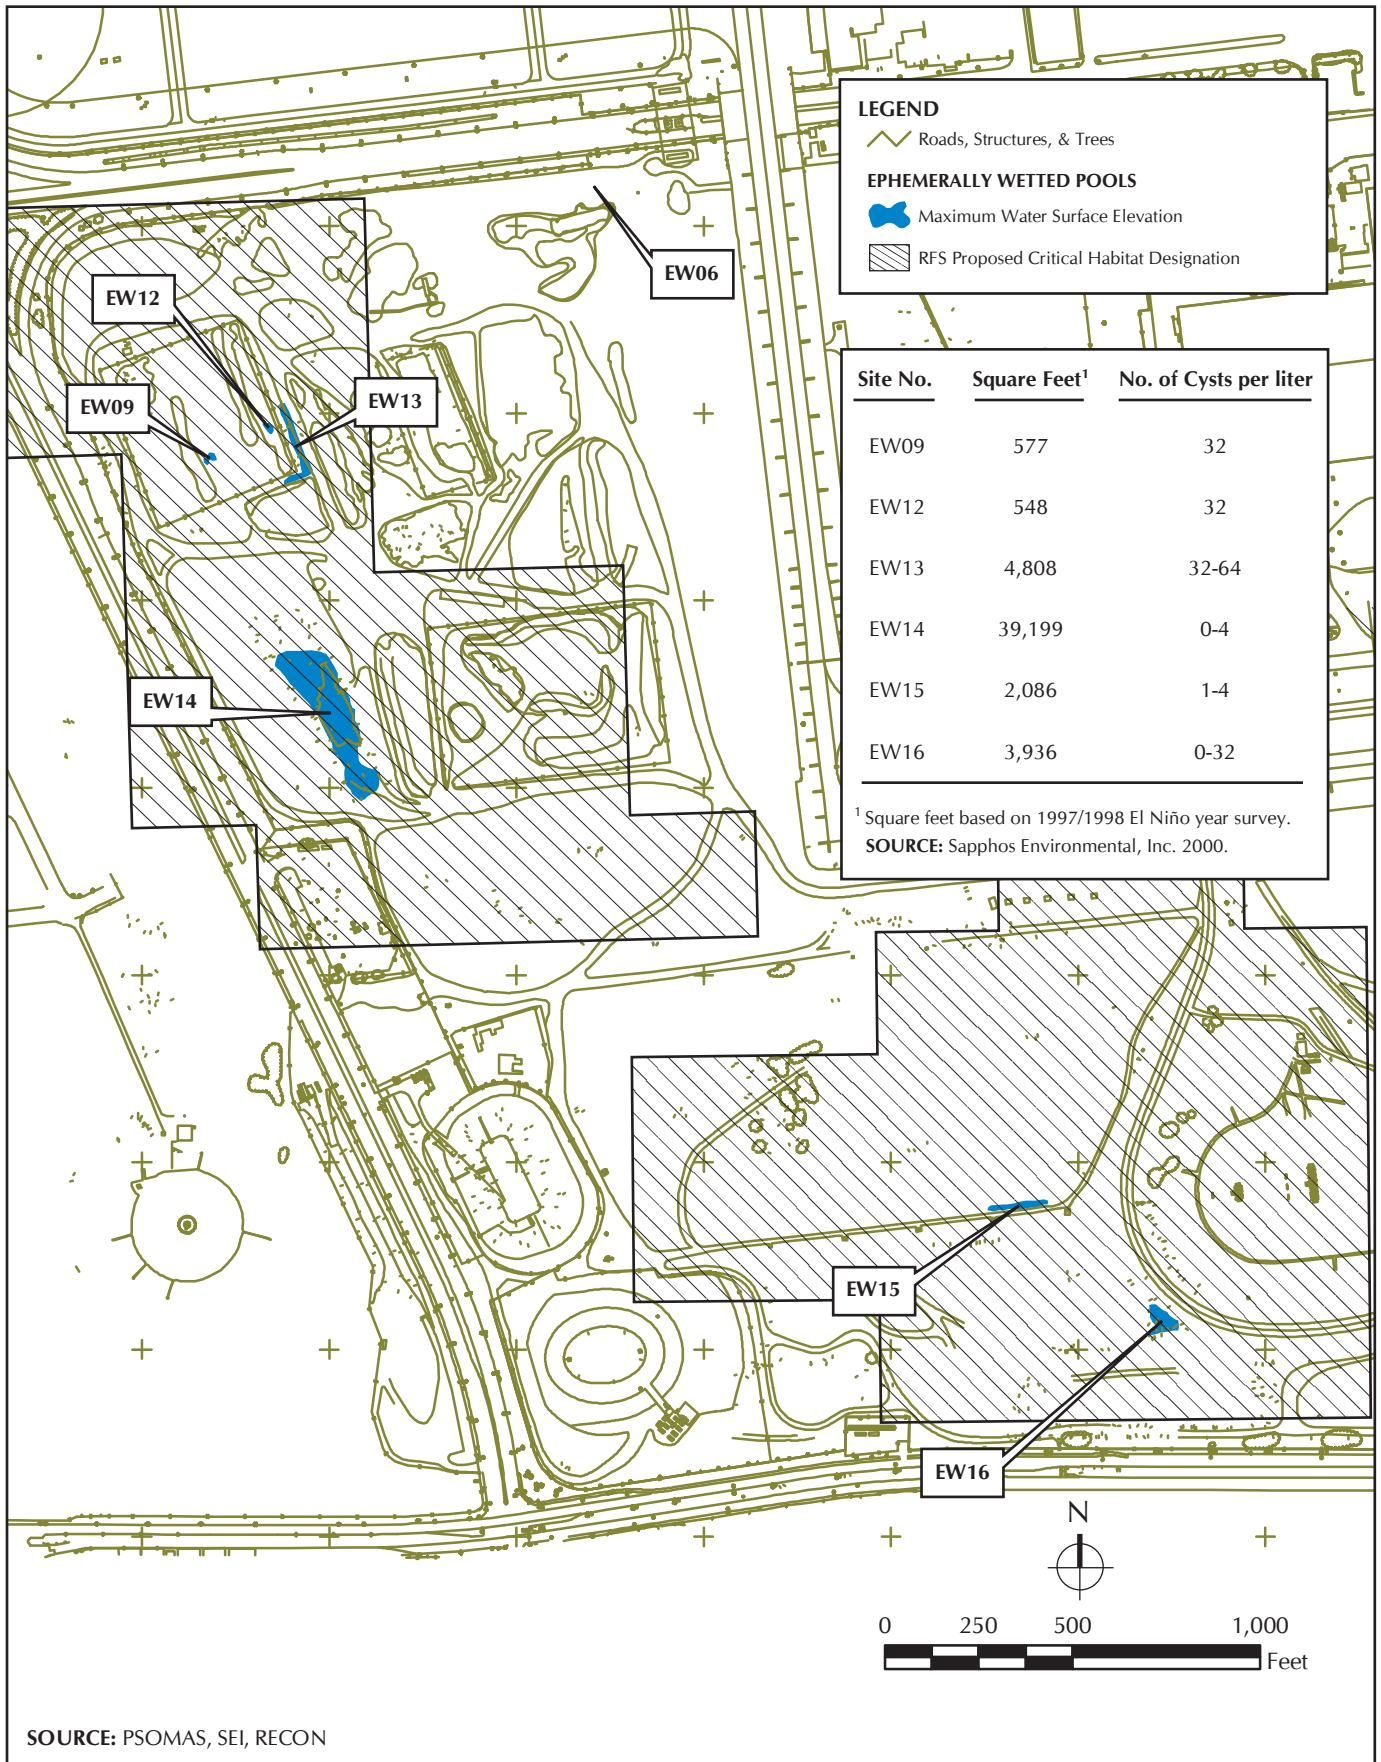 LEGEND
Roads, Structures, & Trees
EPHEMERALLY WETTED POOLS
Maximum Water Surface Elevation
RFS Proposed Critical Habitat Designation
EW06
EW12
EW09
EW13
EW14
EW15
EW16
Site No. Square Feet¹ No. of Cysts per liter
EW09 577 32
EW12 548 32
EW13 4,808 32-64
EW14 39,199 0-4
EW15 2,086 1-4
EW16 3,936 0-32
¹ Square feet based on 1997/1998 El Niño year survey.
SOURCE: Sapphos Environmental, Inc. 2000.
N
0 250 500 1,000
Feet
SOURCE: PSOMAS, SEI, RECON